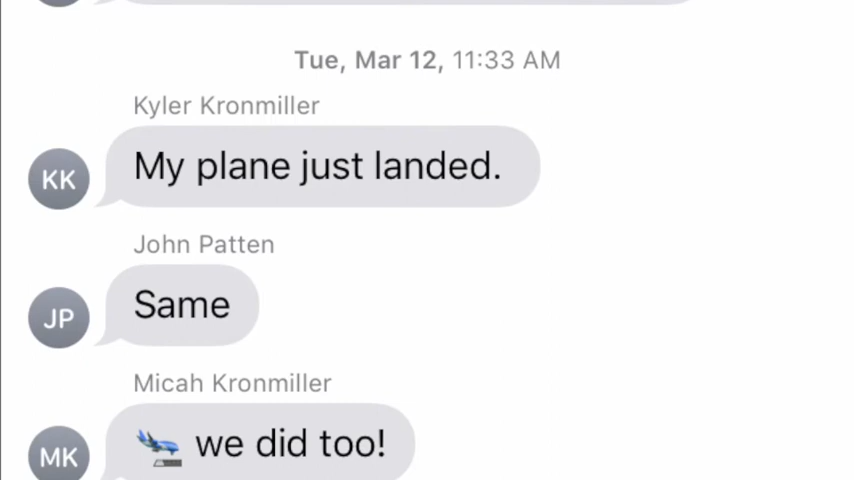 Tue, Mar 12, 11:33 AM
Kyler Kronmiller
KK
My plane just landed.
John Patten
JP
Same
Micah Kronmiller
MK
🛬 we did too!